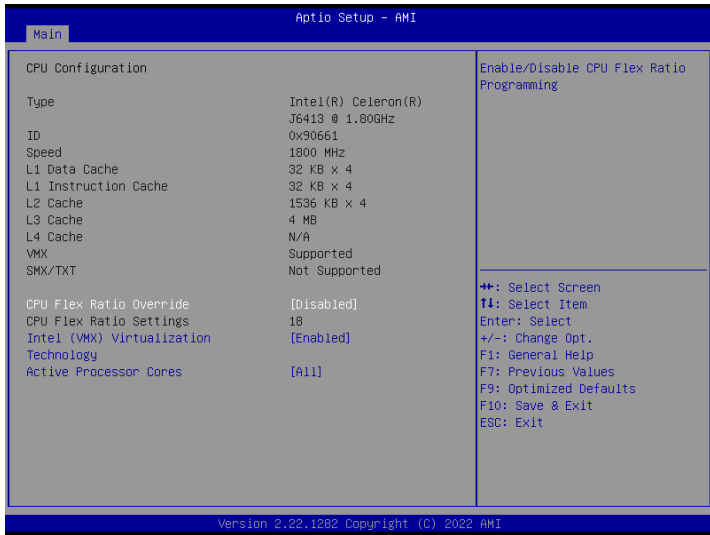 Aptio Setup – AMI
Main
CPU Configuration
Type Intel(R) Celeron(R)
J6413 @ 1.80GHz
ID 0x90661
Speed 1800 MHz
L1 Data Cache 32 KB x 4
L1 Instruction Cache 32 KB x 4
L2 Cache 1536 KB x 4
L3 Cache 4 MB
L4 Cache N/A
VMX Supported
SMX/TXT Not Supported
CPU Flex Ratio Override [Disabled]
CPU Flex Ratio Settings 18
Intel (VMX) Virtualization [Enabled]
Technology
Active Processor Cores [All]
Enable/Disable CPU Flex Ratio
Programming
→←: Select Screen
↑↓: Select Item
Enter: Select
+/-: Change Opt.
F1: General Help
F7: Previous Values
F9: Optimized Defaults
F10: Save & Exit
ESC: Exit
Version 2.22.1282 Copyright (C) 2022 AMI